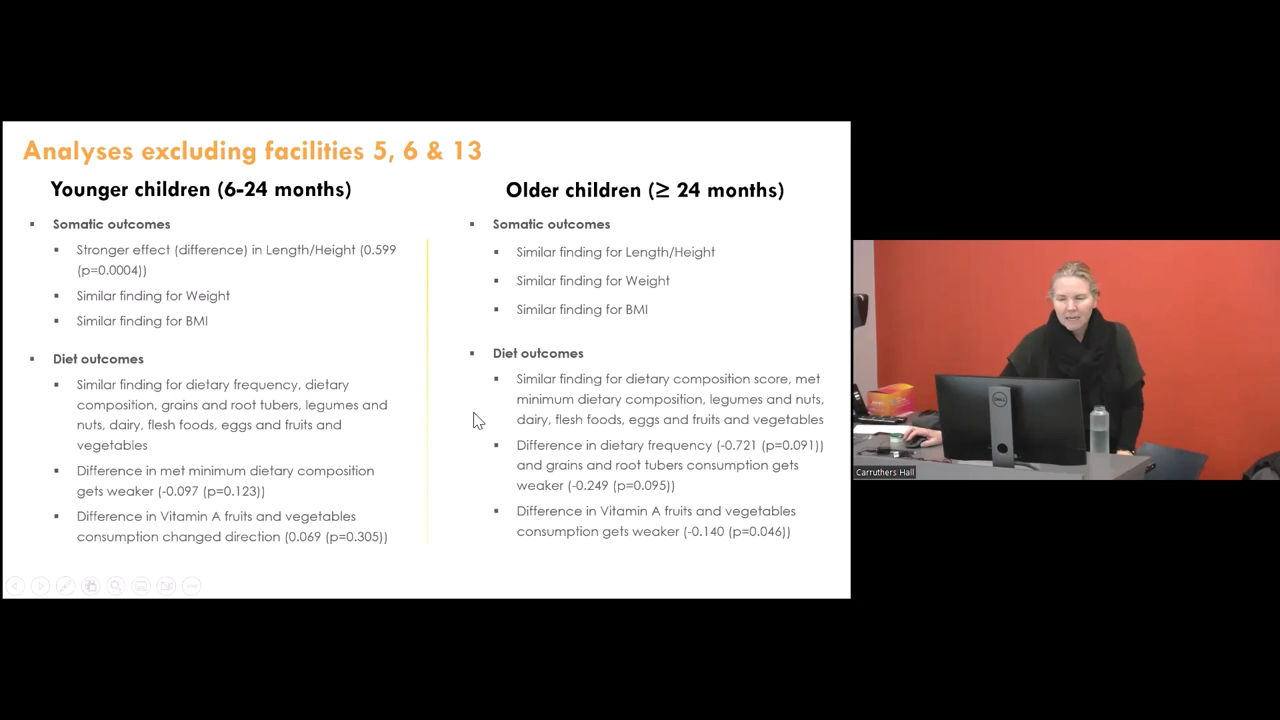 Analyses excluding facilities 5, 6 & 13
Younger children (6-24 months)
Somatic outcomes
Stronger effect (difference) in Length/Height (0.599
(p=0.0004))
Similar finding for Weight
Similar finding for BMI
Diet outcomes
Similar finding for dietary frequency, dietary
composition, grains and root tubers, legumes and
nuts, dairy, flesh foods, eggs and fruits and
vegetables
Difference in met minimum dietary composition
gets weaker (-0.097 (p=0.123))
Difference in Vitamin A fruits and vegetables
consumption changed direction (0.069 (p=0.305))
Older children (≥ 24 months)
Somatic outcomes
Similar finding for Length/Height
Similar finding for Weight
Similar finding for BMI
Diet outcomes
Similar finding for dietary composition score, met
minimum dietary composition, legumes and nuts,
dairy, flesh foods, eggs and fruits and vegetables
Difference in dietary frequency (-0.721 (p=0.091))
and grains and root tubers consumption gets
weaker (-0.249 (p=0.095))
Difference in Vitamin A fruits and vegetables
consumption gets weaker (-0.140 (p=0.046))
DELL
Carruthers Hall